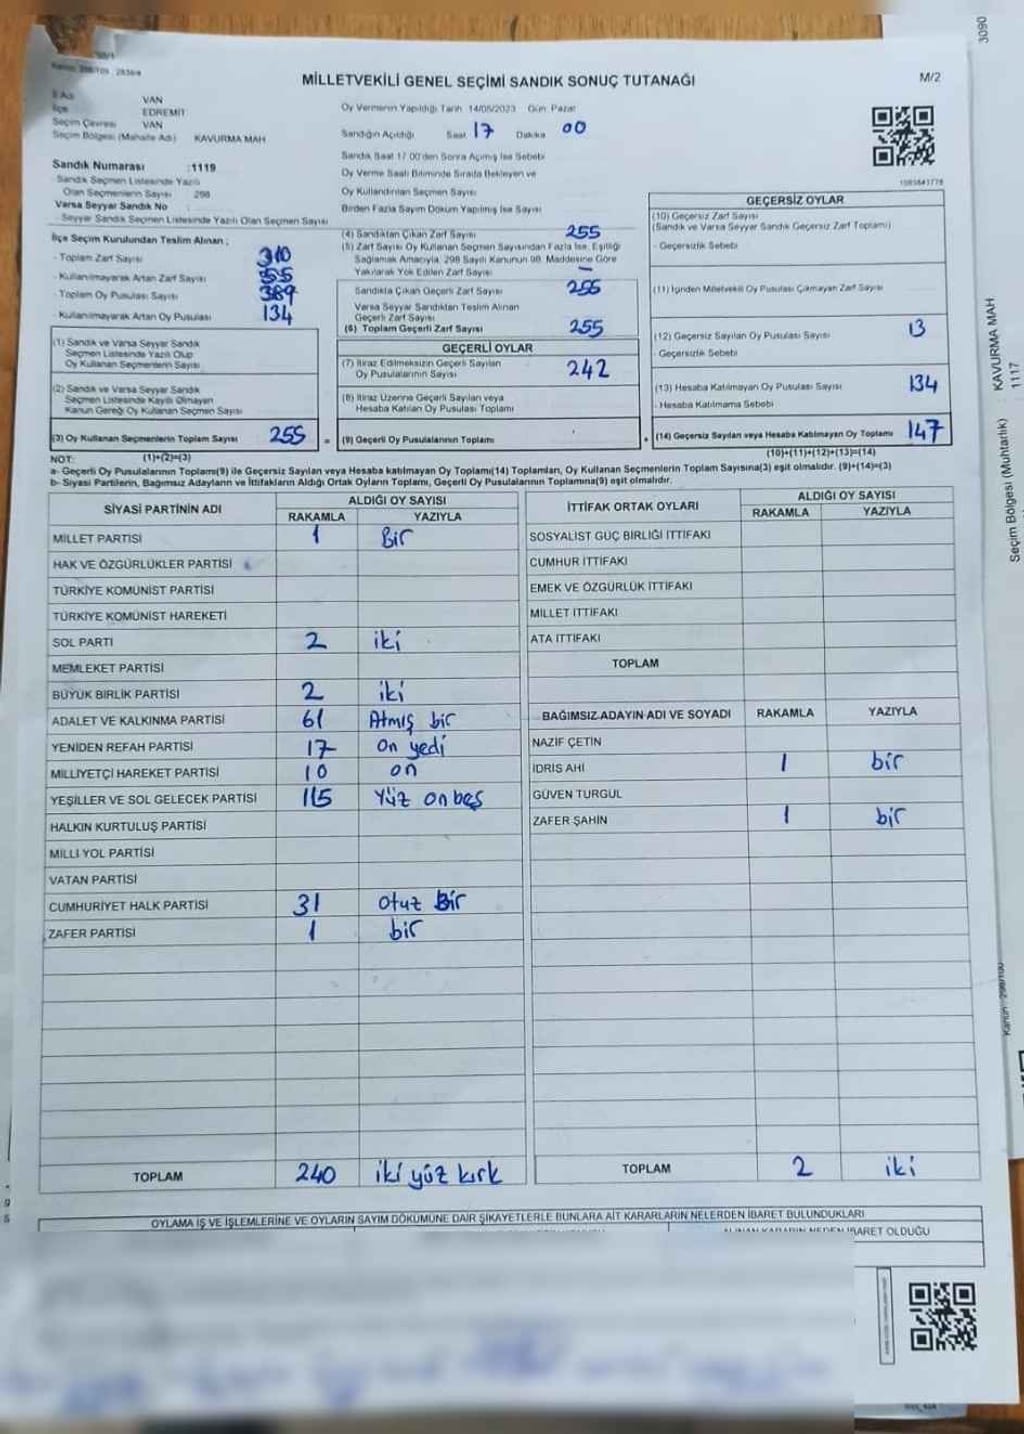 MİLLETVEKİLİ GENEL SEÇİMİ SANDIK SONUÇ TUTANAĞI
M/2
3090
İl Adı VAN
İlçe EDREMİT
Seçim Çevresi VAN
Seçim Bölgesi (Mahalle Adı) KAVURMA MAH
Oy Vermenin Yapıldığı Tarih 14/05/2023 Gün Pazar
Sandığın Açıldığı Saat 17 Dakika 00
Sandık Saat 17.00'den Sonra Açılmış İse Sebebi
Oy Verme Saati Bitiminde Sırada Bekleyen ve
Oy Kullandırılan Seçmen Sayısı
Birden Fazla Sayım Döküm Yapılmış İse Sayısı
Sandık Numarası :1119
Sandık Seçmen Listesinde Yazılı
Olan Seçmenlerin Sayısı 298
Varsa Seyyar Sandık No :
Seyyar Sandık Seçmen Listesinde Yazılı Olan Seçmen Sayısı
İlçe Seçim Kurulundan Teslim Alınan ;
- Toplam Zarf Sayısı 310
- Kullanılmayarak Artan Zarf Sayısı 55
- Toplam Oy Pusulası Sayısı 389
- Kullanılmayarak Artan Oy Pusulası 134
(1) Sandık ve Varsa Seyyar Sandık
Seçmen Listesinde Yazılı Olup
Oy Kullanan Seçmenlerin Sayısı
(2) Sandık ve Varsa Seyyar Sandık
Seçmen Listesinde Kayıtlı Olmayan
Kanun Gereği Oy Kullanan Seçmen Sayısı
(3) Oy Kullanan Seçmenlerin Toplam Sayısı 255
(1)+(2)=(3)
(4) Sandıktan Çıkan Zarf Sayısı 255
(5) Zarf Sayısı Oy Kullanan Seçmen Sayısından Fazla İse, Eşitliği
Sağlamak Amacıyla, 298 Sayılı Kanunun 98. Maddesine Göre
Yakılarak Yok Edilen Zarf Sayısı —
Sandıkta Çıkan Geçerli Zarf Sayısı 255
Varsa Seyyar Sandıktan Teslim Alınan
Geçerli Zarf Sayısı
(6) Toplam Geçerli Zarf Sayısı 255
GEÇERLİ OYLAR
(7) İtiraz Edilmeksizin Geçerli Sayılan
Oy Pusulalarının Sayısı 242
(8) İtiraz Üzerine Geçerli Sayılan veya
Hesaba Katılan Oy Pusulası Toplamı
= (9) Geçerli Oy Pusulalarının Toplamı
GEÇERSİZ OYLAR
(10) Geçersiz Zarf Sayısı
(Sandık ve Varsa Seyyar Sandık Geçersiz Zarf Toplamı)
- Geçersizlik Sebebi
(11) İçinden Milletvekili Oy Pusulası Çıkmayan Zarf Sayısı
(12) Geçersiz Sayılan Oy Pusulası Sayısı 13
- Geçersizlik Sebebi
(13) Hesaba Katılmayan Oy Pusulası Sayısı 134
- Hesaba Katılmama Sebebi
+ (14) Geçersiz Sayılan veya Hesaba Katılmayan Oy Toplamı 147
(10)+(11)+(12)+(13)=(14)
NOT:
a- Geçerli Oy Pusulalarının Toplamı(9) ile Geçersiz Sayılan veya Hesaba katılmayan Oy Toplamı(14) Toplamları, Oy Kullanan Seçmenlerin Toplam Sayısına(3) eşit olmalıdır. (9)+(14)=(3)
b- Siyasi Partilerin, Bağımsız Adayların ve İttifakların Aldığı Ortak Oyların Toplamı, Geçerli Oy Pusulalarının Toplamına(9) eşit olmalıdır.
SİYASİ PARTİNİN ADI ALDIĞI OY SAYISI
RAKAMLA YAZIYLA
MİLLET PARTİSİ 1 Bir
HAK VE ÖZGÜRLÜKLER PARTİSİ
TÜRKİYE KOMÜNİST PARTİSİ
TÜRKİYE KOMÜNİST HAREKETİ
SOL PARTİ 2 iki
MEMLEKET PARTİSİ
BÜYÜK BİRLİK PARTİSİ 2 iki
ADALET VE KALKINMA PARTİSİ 61 Atmış bir
YENİDEN REFAH PARTİSİ 17 On yedi
MİLLİYETÇİ HAREKET PARTİSİ 10 on
YEŞİLLER VE SOL GELECEK PARTİSİ 115 Yüz on beş
HALKIN KURTULUŞ PARTİSİ
MİLLİ YOL PARTİSİ
VATAN PARTİSİ
CUMHURİYET HALK PARTİSİ 31 Otuz Bir
ZAFER PARTİSİ 1 bir
TOPLAM 240 iki yüz kırk
İTTİFAK ORTAK OYLARI ALDIĞI OY SAYISI
RAKAMLA YAZIYLA
SOSYALİST GÜÇ BİRLİĞİ İTTİFAKI
CUMHUR İTTİFAKI
EMEK VE ÖZGÜRLÜK İTTİFAKI
MİLLET İTTİFAKI
ATA İTTİFAKI
TOPLAM
BAĞIMSIZ ADAYIN ADI VE SOYADI RAKAMLA YAZIYLA
NAZİF ÇETİN
İDRİS AHİ 1 bir
GÜVEN TURGUL
ZAFER ŞAHİN 1 bir
TOPLAM 2 iki
OYLAMA İŞ VE İŞLEMLERİNE VE OYLARIN SAYIM DÖKÜMÜNE DAİR ŞİKAYETLERLE BUNLARA AİT KARARLARIN NELERDEN İBARET BULUNDUKLARI
ALINAN KARARIN NEDEN İBARET OLDUĞU
Seçim Bölgesi (Muhtarlık) : KAVURMA MAH
1117